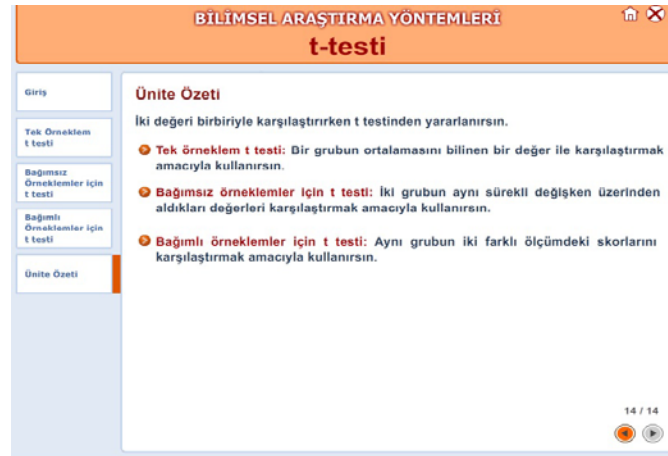 BİLİMSEL ARAŞTIRMA YÖNTEMLERİ
t-testi
Giriş
Tek Örneklem
t testi
Bağımsız
Örneklemler için
t testi
Bağımlı
Örneklemler için
t testi
Ünite Özeti
Ünite Özeti
İki değeri birbiriyle karşılaştırırken t testinden yararlanırsın.
Tek örneklem t testi: Bir grubun ortalamasını bilinen bir değer ile karşılaştırmak
amacıyla kullanırsın.
Bağımsız örneklemler için t testi: İki grubun aynı sürekli değişken üzerinden
aldıkları değerleri karşılaştırmak amacıyla kullanırsın.
Bağımlı örneklemler için t testi: Aynı grubun iki farklı ölçümdeki skorlarını
karşılaştırmak amacıyla kullanırsın.
14 / 14